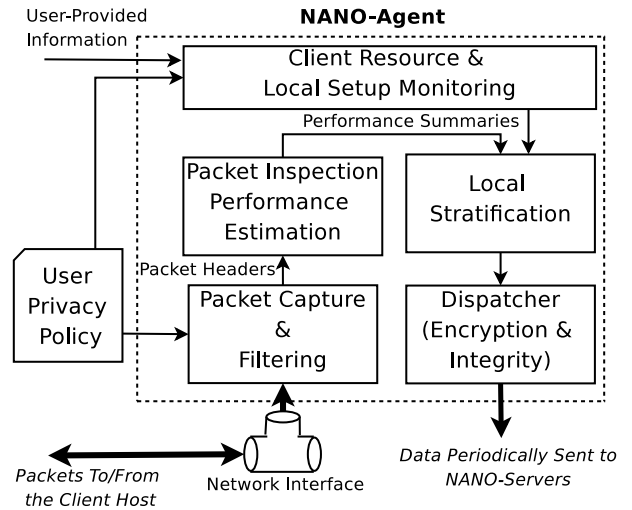 User-Provided
Information
NANO-Agent
Client Resource &
Local Setup Monitoring
Performance Summaries
Packet Inspection
Performance
Estimation
Local
Stratification
Packet Headers
User
Privacy
Policy
Packet Capture
&
Filtering
Dispatcher
(Encryption &
Integrity)
Packets To/From
the Client Host
Network Interface
Data Periodically Sent to
NANO-Servers